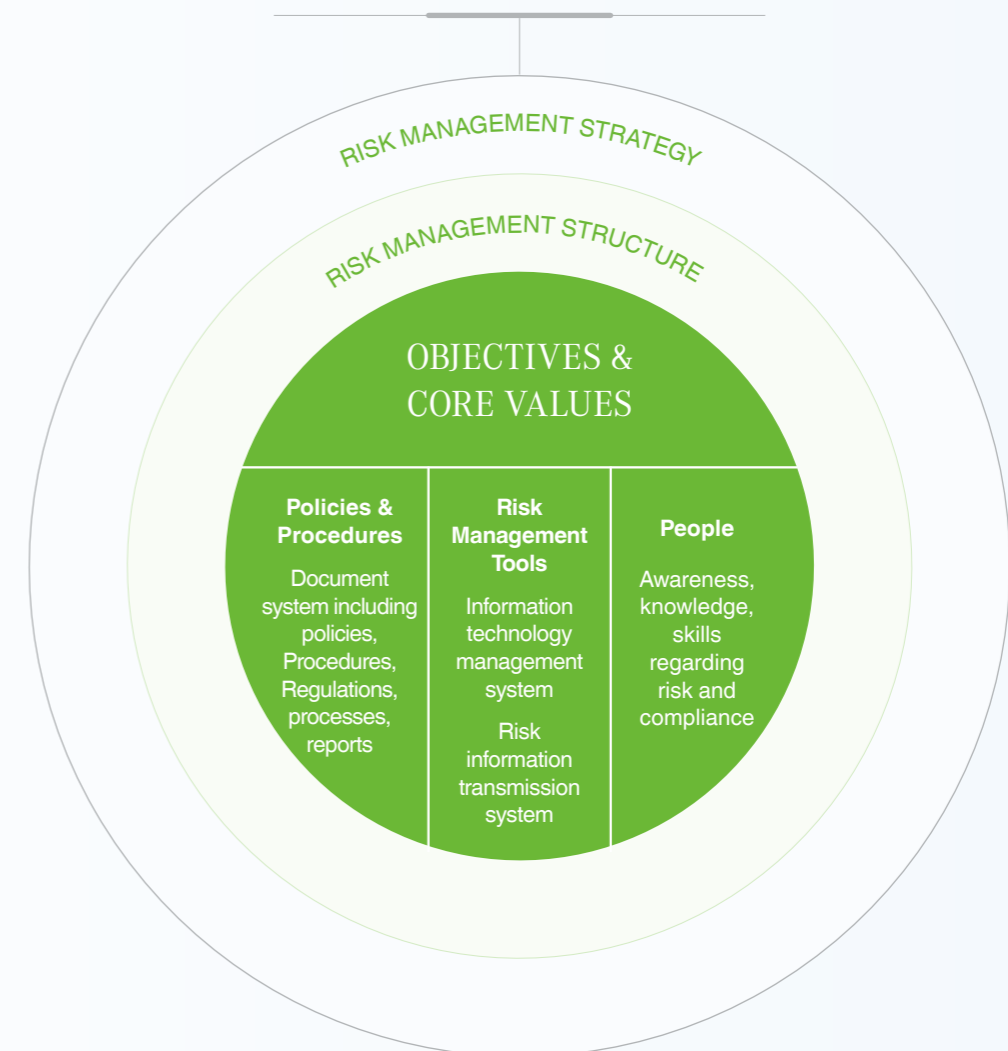 RISK MANAGEMENT STRATEGY
RISK MANAGEMENT STRUCTURE
OBJECTIVES &
CORE VALUES
Policies &
Procedures
Document
system including
policies,
Procedures,
Regulations,
processes,
reports
Risk
Management
Tools
Information
technology
management
system
Risk
information
transmission
system
People
Awareness,
knowledge,
skills
regarding
risk and
compliance